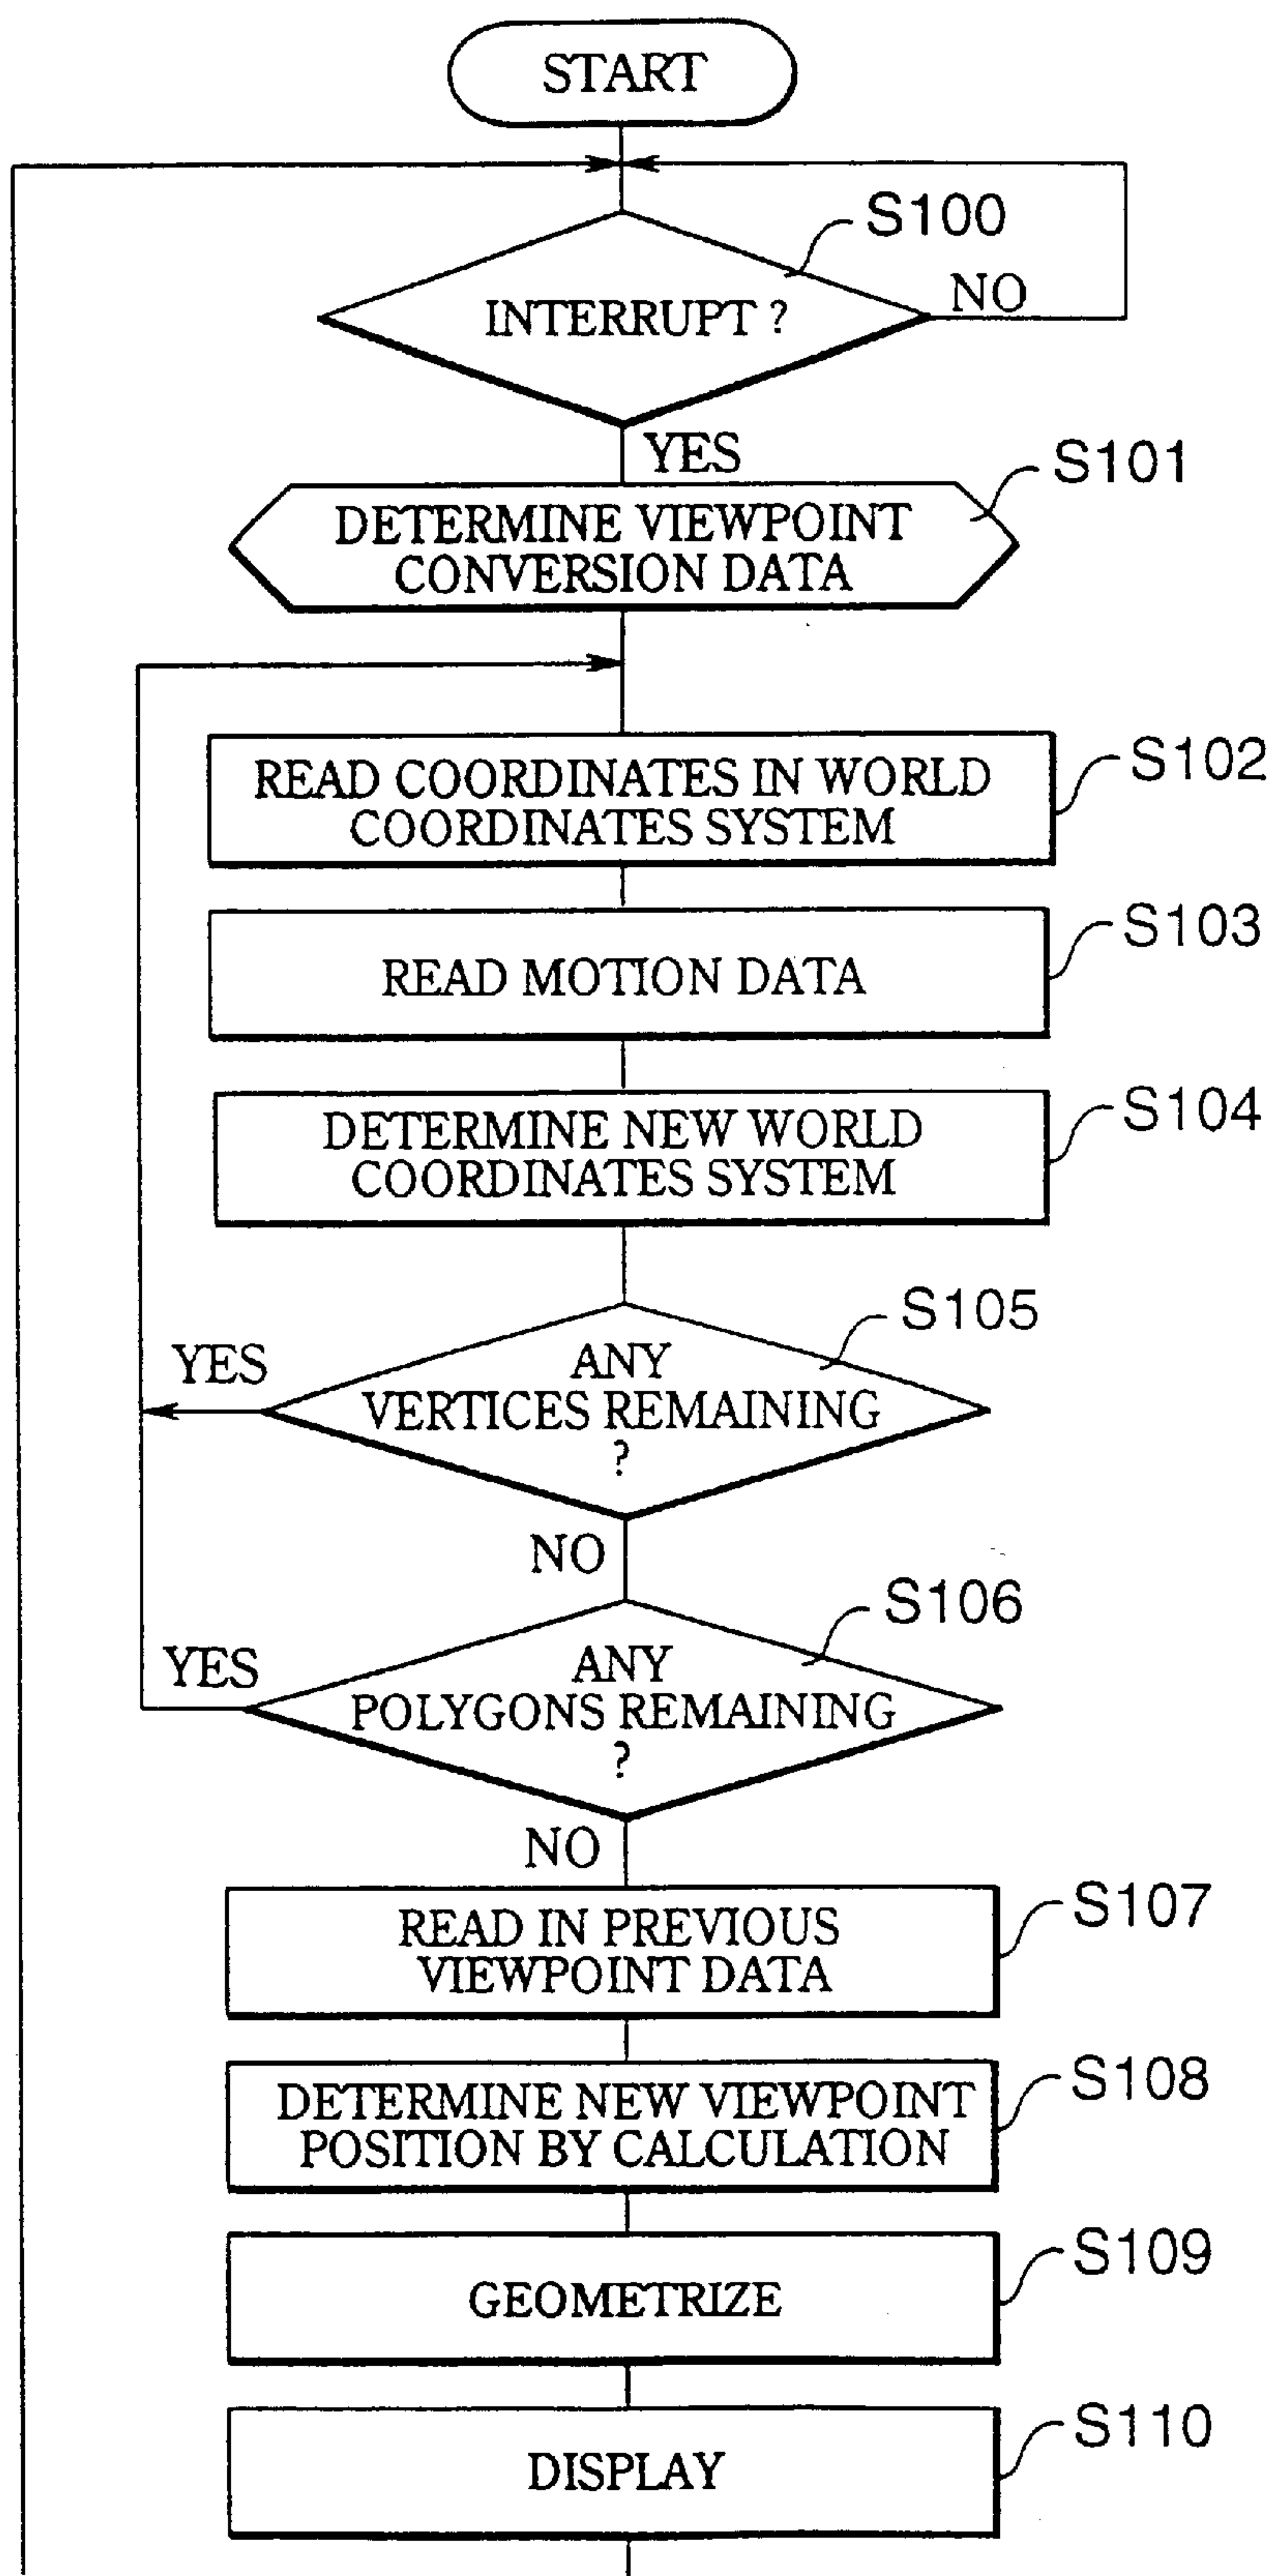 START
S100
INTERRUPT ?
NO
YES
S101
DETERMINE VIEWPOINT
CONVERSION DATA
S102
READ COORDINATES IN WORLD
COORDINATES SYSTEM
S103
READ MOTION DATA
S104
DETERMINE NEW WORLD
COORDINATES SYSTEM
S105
YES
ANY
VERTICES REMAINING
?
NO
S106
YES
ANY
POLYGONS REMAINING
?
NO
S107
READ IN PREVIOUS
VIEWPOINT DATA
S108
DETERMINE NEW VIEWPOINT
POSITION BY CALCULATION
S109
GEOMETRIZE
S110
DISPLAY